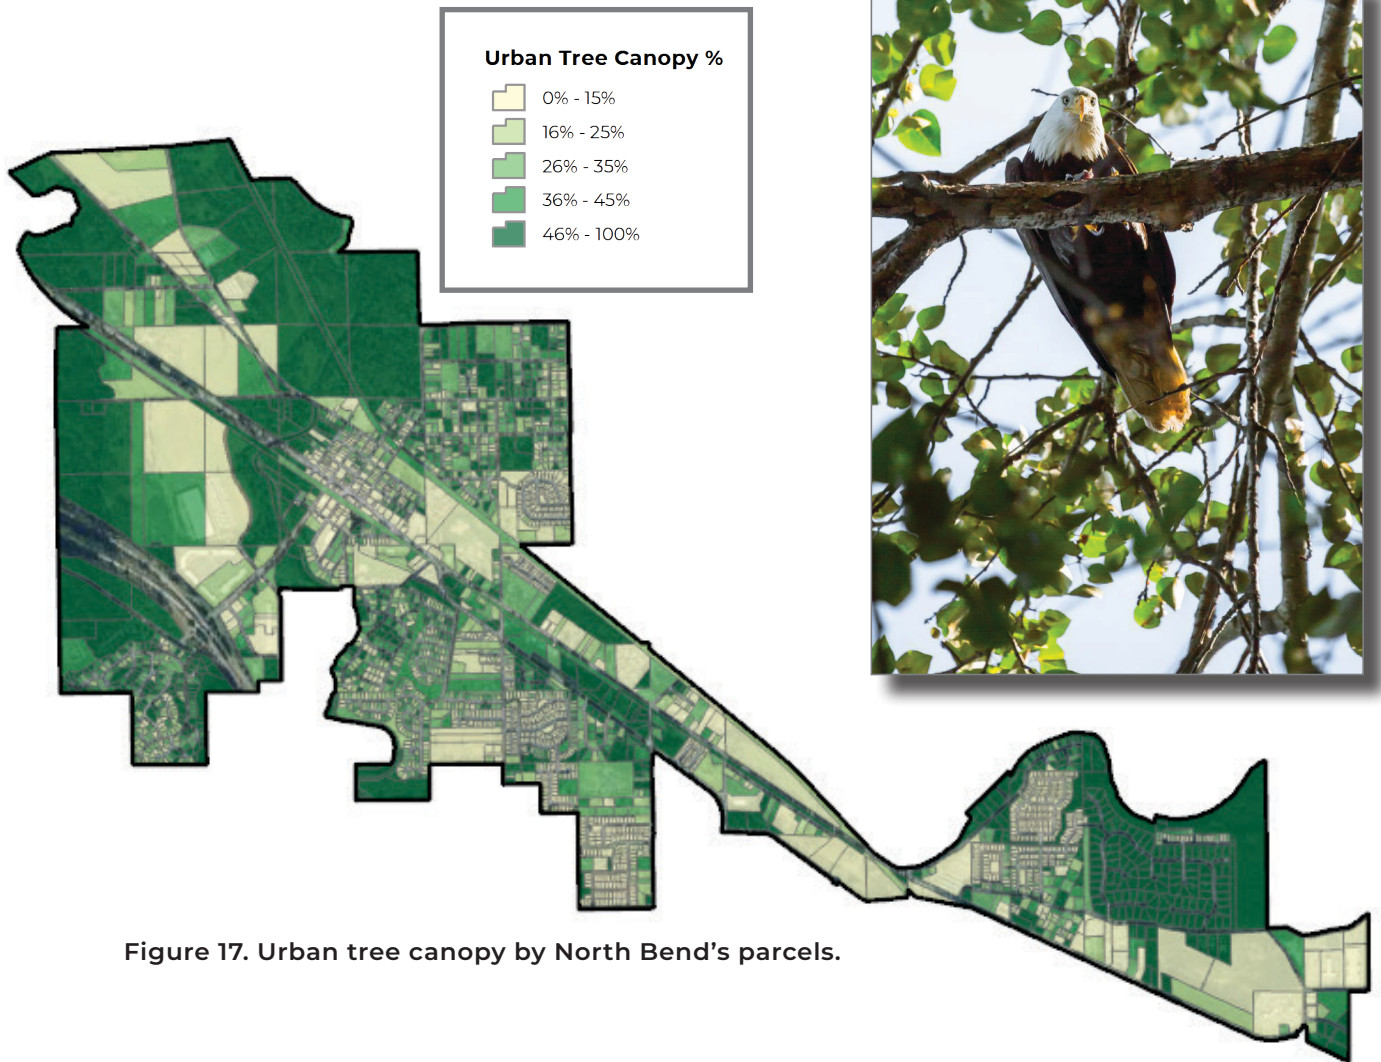 Urban Tree Canopy %
0% - 15%
16% - 25%
26% - 35%
36% - 45%
46% - 100%
Figure 17. Urban tree canopy by North Bend’s parcels.